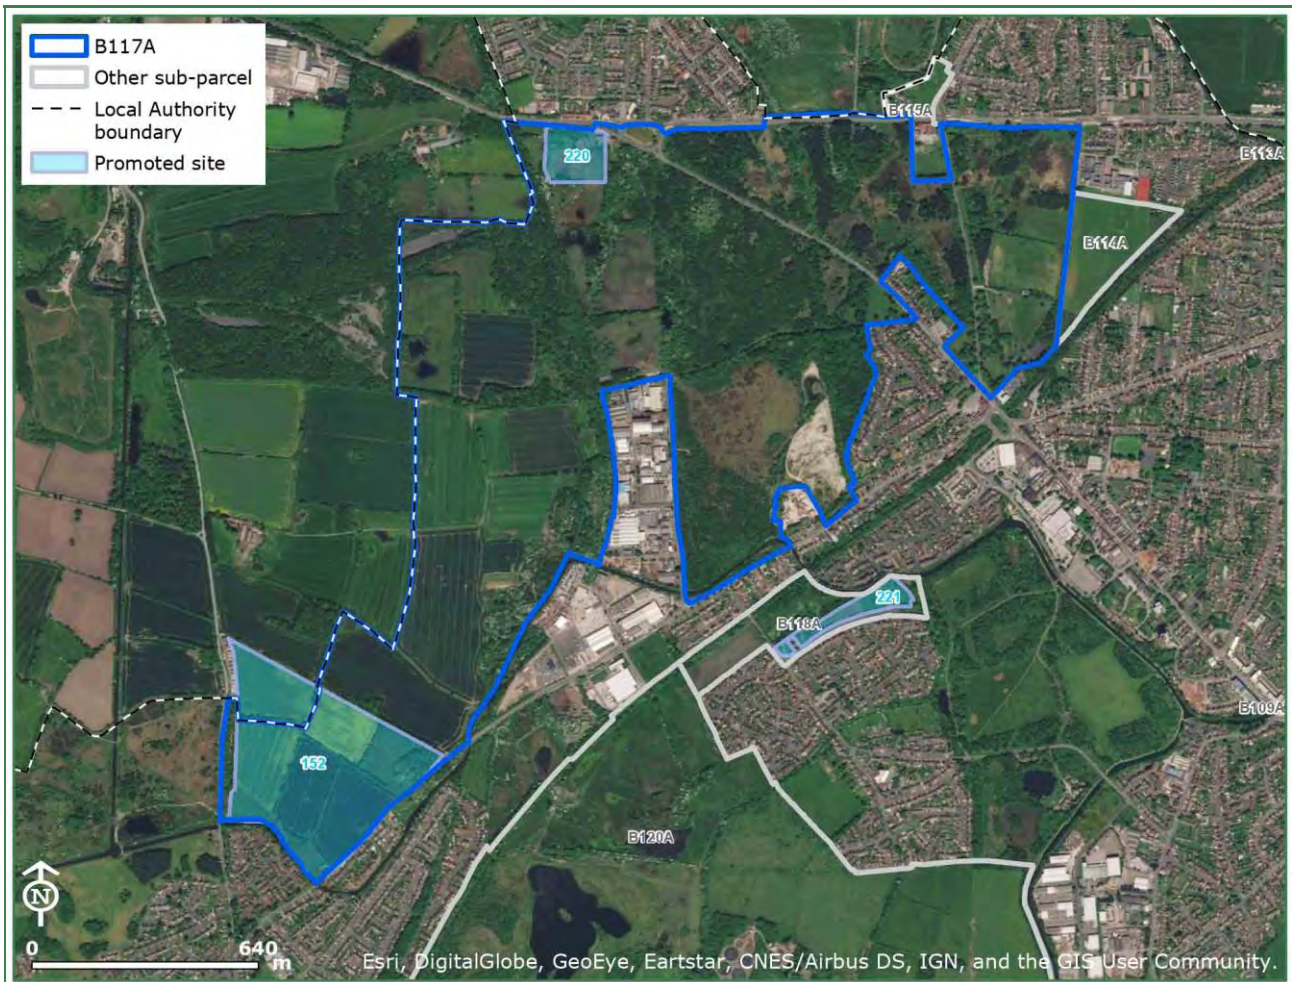 B117A
Other sub-parcel
Local Authority
boundary
Promoted site
B115A
B113A
220
B114A
221
B118A
B109A
152
B120A
N
0 640
m
Esri, DigitalGlobe, GeoEye, Eartstar, CNES/Airbus DS, IGN, and the GIS User Community.